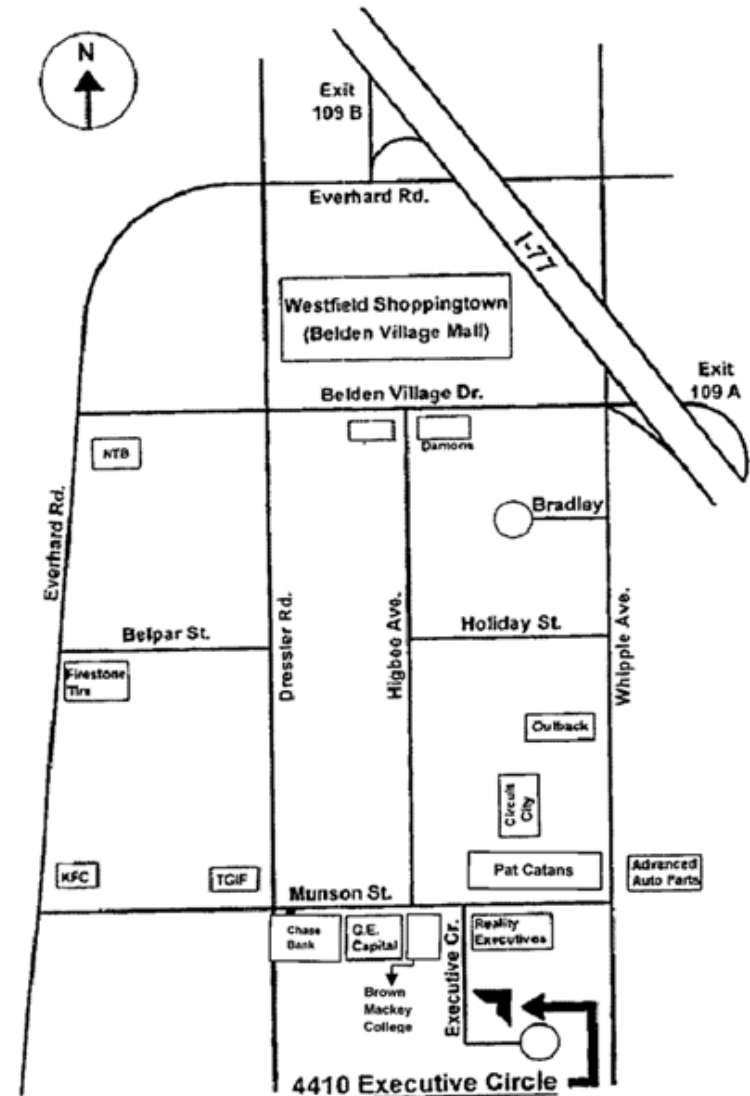 N
Exit
109 B
Everhard Rd.
I-77
Westfield Shoppingtown
(Belden Village Mall)
Exit
109 A
Belden Village Dr.
NTB
Damons
Bradley
Everhard Rd.
Belpar St.
Dressler Rd.
Higbee Ave.
Holiday St.
Whipple Ave.
Firestone
Tire
Outback
Circuit
City
KFC
TGIF
Munson St.
Pat Catans
Advanced
Auto Parts
Chase
Bank
G.E.
Capital
Executive Cr.
Reality
Executives
Brown
Mackey
College
4410 Executive Circle